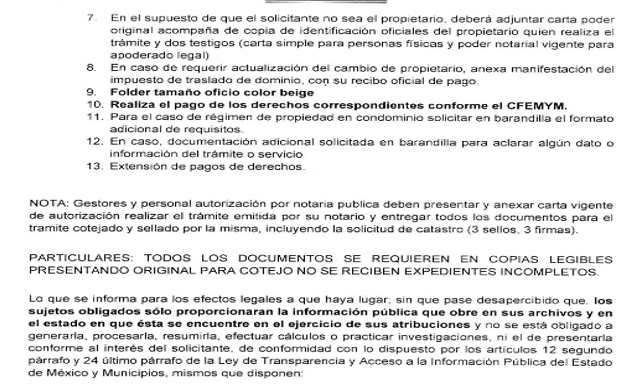 7. En el supuesto de que el solicitante no sea el propietario, deberá adjuntar carta poder
original acompaña de copia de identificación oficiales del propietario quien realiza el
trámite y dos testigos (carta simple para personas físicas y poder notarial vigente para
apoderado legal)
8. En caso de requerir actualización del cambio de propietario, anexa manifestación del
impuesto de traslado de dominio, con su recibo oficial de pago.
9. Folder tamaño oficio color beige
10. Realiza el pago de los derechos correspondientes conforme el CFEMYM.
11. Para el caso de régimen de propiedad en condominio solicitar en barandilla el formato
adicional de requisitos.
12. En caso, documentación adicional solicitada en barandilla para aclarar algún dato o
información del trámite o servicio
13. Extensión de pagos de derechos.
NOTA: Gestores y personal autorización por notaria publica deben presentar y anexar carta vigente
de autorización realizar el trámite emitida por su notario y entregar todos los documentos para el
tramite cotejado y sellado por la misma, incluyendo la solicitud de catastro (3 sellos, 3 firmas).
PARTICULARES: TODOS LOS DOCUMENTOS SE REQUIEREN EN COPIAS LEGIBLES
PRESENTANDO ORIGINAL PARA COTEJO NO SE RECIBEN EXPEDIENTES INCOMPLETOS.
Lo que se informa para los efectos legales a que haya lugar; sin que pase desapercibido que, los
sujetos obligados sólo proporcionaran la información pública que obre en sus archivos y en
el estado en que ésta se encuentre en el ejercicio de sus atribuciones y no se está obligado a
generarla, procesarla, resumirla, efectuar cálculos o practicar investigaciones, ni el de presentarla
conforme al interés del solicitante, de conformidad con lo dispuesto por los artículos 12 segundo
párrafo y 24 último párrafo de la Ley de Transparencia y Acceso a la Información Pública del Estado
de México y Municipios, mismos que disponen: